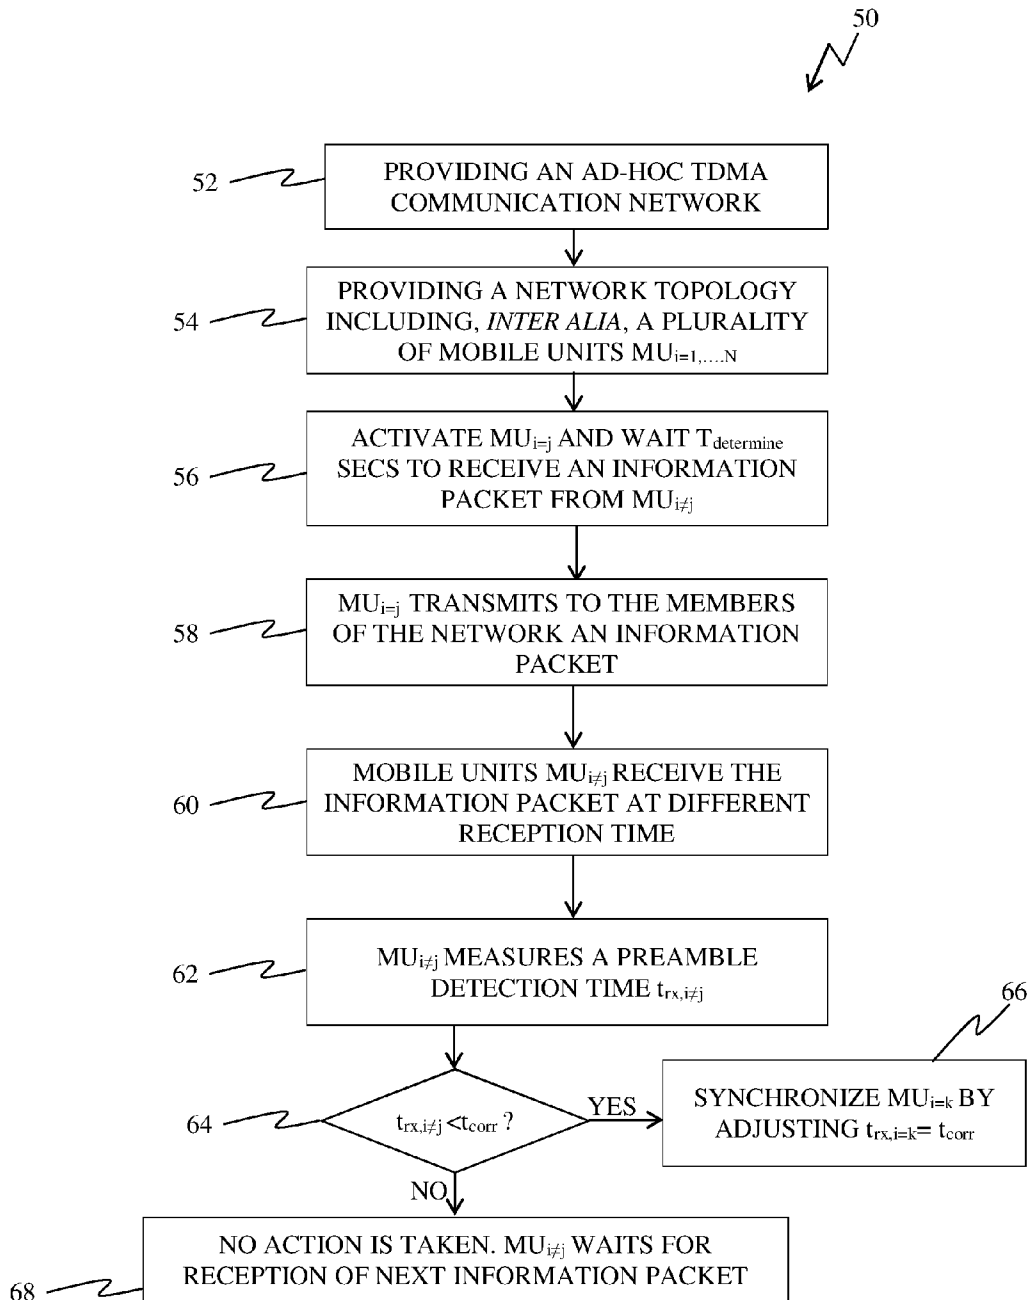 50
52
PROVIDING AN AD-HOC TDMA
COMMUNICATION NETWORK
54
PROVIDING A NETWORK TOPOLOGY
INCLUDING, INTER ALIA, A PLURALITY
OF MOBILE UNITS MUi=1,....N
56
ACTIVATE MUi=j AND WAIT Tdetermine
SECS TO RECEIVE AN INFORMATION
PACKET FROM MUi≠j
58
MUi=j TRANSMITS TO THE MEMBERS
OF THE NETWORK AN INFORMATION
PACKET
60
MOBILE UNITS MUi≠j RECEIVE THE
INFORMATION PACKET AT DIFFERENT
RECEPTION TIME
62
MUi≠j MEASURES A PREAMBLE
DETECTION TIME trx,i≠j
64
trx,i≠j<tcorr ?
YES
66
SYNCHRONIZE MUi=k BY
ADJUSTING trx,i=k= tcorr
NO
68
NO ACTION IS TAKEN. MUi≠j WAITS FOR
RECEPTION OF NEXT INFORMATION PACKET